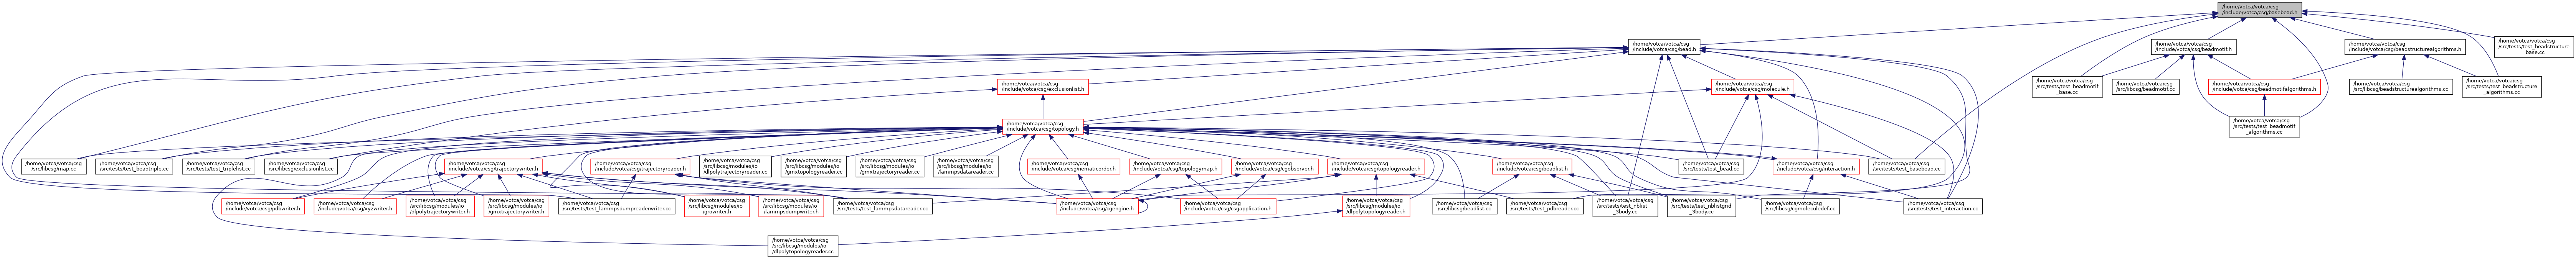 /home/votca/votca/csg
/include/votca/csg/basebead.h
/home/votca/votca/csg
/include/votca/csg/bead.h
/home/votca/votca/csg
/include/votca/csg/beadmotif.h
/home/votca/votca/csg
/include/votca/csg/beadstructurealgorithms.h
/home/votca/votca/csg
/src/tests/test_beadstructure
_base.cc
/home/votca/votca/csg
/include/votca/csg/exclusionlist.h
/home/votca/votca/csg
/include/votca/csg/molecule.h
/home/votca/votca/csg
/src/tests/test_beadmotif
_base.cc
/home/votca/votca/csg
/src/libcsg/beadmotif.cc
/home/votca/votca/csg
/include/votca/csg/beadmotifalgorithms.h
/home/votca/votca/csg
/src/libcsg/beadstructurealgorithms.cc
/home/votca/votca/csg
/src/tests/test_beadstructure
_algorithms.cc
/home/votca/votca/csg
/include/votca/csg/topology.h
/home/votca/votca/csg
/src/tests/test_beadmotif
_algorithms.cc
/home/votca/votca/csg
/src/libcsg/map.cc
/home/votca/votca/csg
/src/tests/test_beadtriple.cc
/home/votca/votca/csg
/src/tests/test_triplelist.cc
/home/votca/votca/csg
/src/libcsg/exclusionlist.cc
/home/votca/votca/csg
/include/votca/csg/trajectorywriter.h
/home/votca/votca/csg
/include/votca/csg/trajectoryreader.h
/home/votca/votca/csg
/src/libcsg/modules/io
/dlpolytrajectoryreader.cc
/home/votca/votca/csg
/src/libcsg/modules/io
/gmxtopologyreader.cc
/home/votca/votca/csg
/src/libcsg/modules/io
/gmxtrajectoryreader.cc
/home/votca/votca/csg
/src/libcsg/modules/io
/lammpsdatareader.cc
/home/votca/votca/csg
/include/votca/csg/nematicorder.h
/home/votca/votca/csg
/include/votca/csg/topologymap.h
/home/votca/votca/csg
/include/votca/csg/cgobserver.h
/home/votca/votca/csg
/include/votca/csg/topologyreader.h
/home/votca/votca/csg
/include/votca/csg/beadlist.h
/home/votca/votca/csg
/src/tests/test_bead.cc
/home/votca/votca/csg
/include/votca/csg/interaction.h
/home/votca/votca/csg
/src/tests/test_basebead.cc
/home/votca/votca/csg
/include/votca/csg/pdbwriter.h
/home/votca/votca/csg
/include/votca/csg/xyzwriter.h
/home/votca/votca/csg
/src/libcsg/modules/io
/dlpolytrajectorywriter.h
/home/votca/votca/csg
/src/libcsg/modules/io
/gmxtrajectorywriter.h
/home/votca/votca/csg
/src/tests/test_lammpsdumpreaderwriter.cc
/home/votca/votca/csg
/src/libcsg/modules/io
/growriter.h
/home/votca/votca/csg
/src/libcsg/modules/io
/lammpsdumpwriter.h
/home/votca/votca/csg
/src/tests/test_lammpsdatareader.cc
/home/votca/votca/csg
/include/votca/csg/cgengine.h
/home/votca/votca/csg
/include/votca/csg/csgapplication.h
/home/votca/votca/csg
/src/libcsg/modules/io
/dlpolytopologyreader.h
/home/votca/votca/csg
/src/libcsg/beadlist.cc
/home/votca/votca/csg
/src/tests/test_pdbreader.cc
/home/votca/votca/csg
/src/tests/test_nblist
_3body.cc
/home/votca/votca/csg
/src/tests/test_nblistgrid
_3body.cc
/home/votca/votca/csg
/src/libcsg/cgmoleculedef.cc
/home/votca/votca/csg
/src/tests/test_interaction.cc
/home/votca/votca/csg
/src/libcsg/modules/io
/dlpolytopologyreader.cc